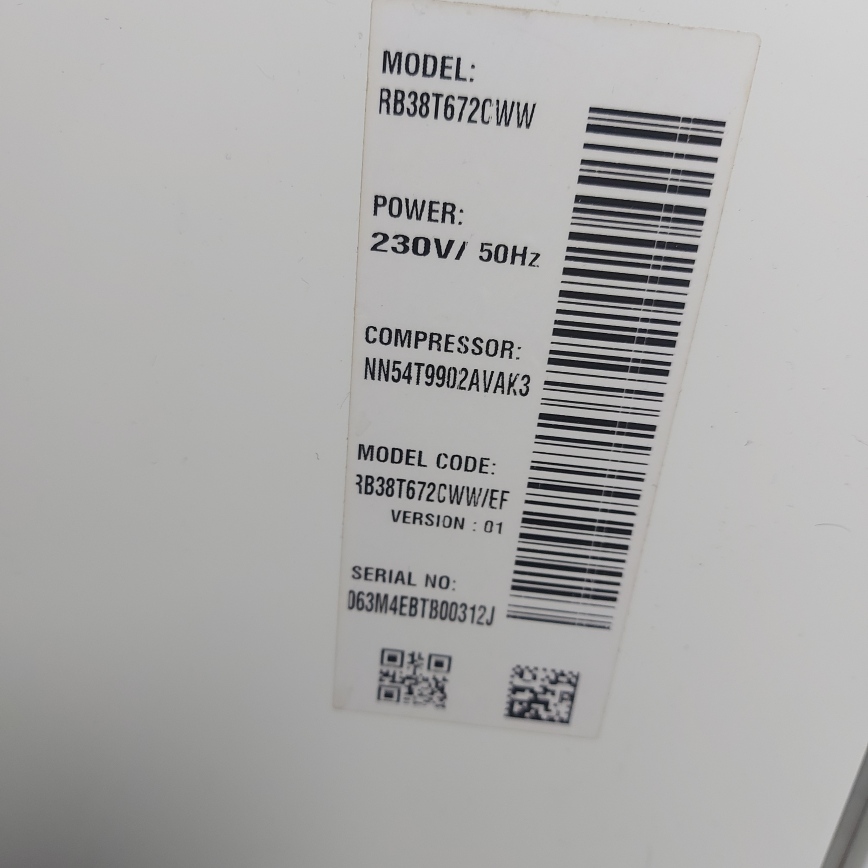 MODEL:
RB38T672CWW
POWER:
230V/ 50Hz
COMPRESSOR:
NN54T9902AVAK3
MODEL CODE:
RB38T672CWW/EF
VERSION : 01
SERIAL NO:
063M4EBTB00312J